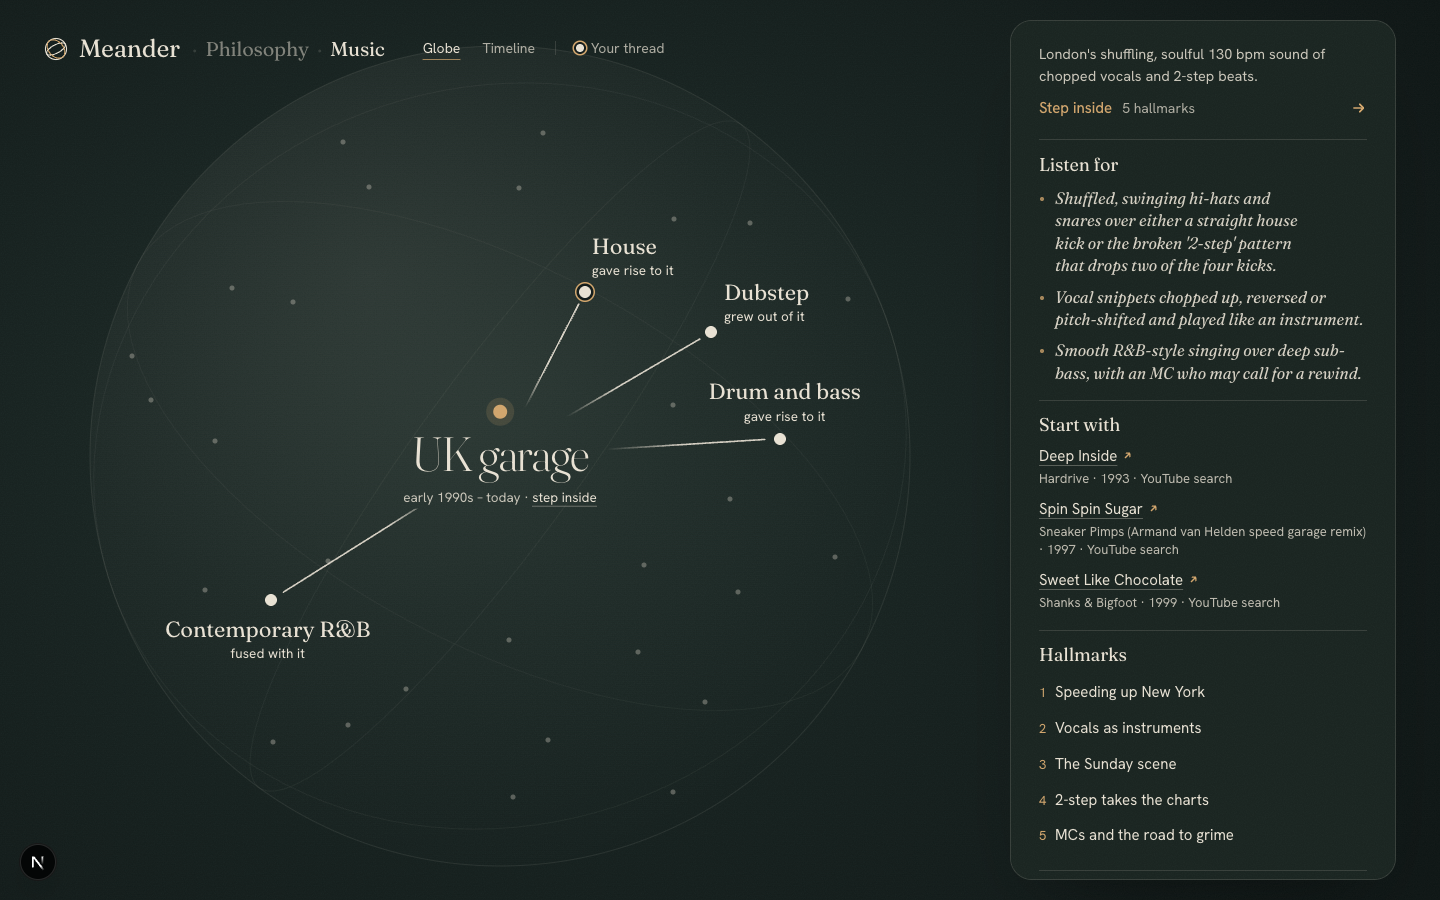 Meander · Philosophy · Music
Globe
Timeline
Your thread
House
gave rise to it
Dubstep
grew out of it
Drum and bass
gave rise to it
UK garage
early 1990s – today · step inside
Contemporary R&B
fused with it
N
London's shuffling, soulful 130 bpm sound of
chopped vocals and 2-step beats.
Step inside 5 hallmarks →
Listen for
• Shuffled, swinging hi-hats and
snares over either a straight house
kick or the broken '2-step' pattern
that drops two of the four kicks.
• Vocal snippets chopped up, reversed or
pitch-shifted and played like an instrument.
• Smooth R&B-style singing over deep sub-
bass, with an MC who may call for a rewind.
Start with
Deep Inside ↗
Hardrive · 1993 · YouTube search
Spin Spin Sugar ↗
Sneaker Pimps (Armand van Helden speed garage remix)
· 1997 · YouTube search
Sweet Like Chocolate ↗
Shanks & Bigfoot · 1999 · YouTube search
Hallmarks
1 Speeding up New York
2 Vocals as instruments
3 The Sunday scene
4 2-step takes the charts
5 MCs and the road to grime